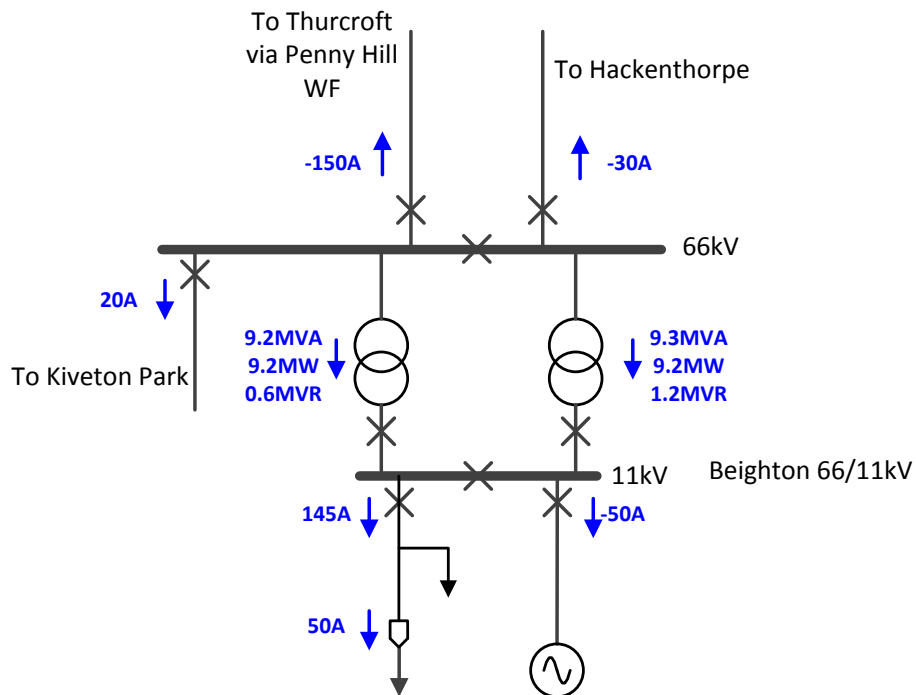 To Thurcroft
via Penny Hill
WF
To Hackenthorpe
-150A
-30A
66kV
20A
9.2MVA
9.2MW
0.6MVR
9.3MVA
9.2MW
1.2MVR
To Kiveton Park
11kV
Beighton 66/11kV
145A
-50A
50A